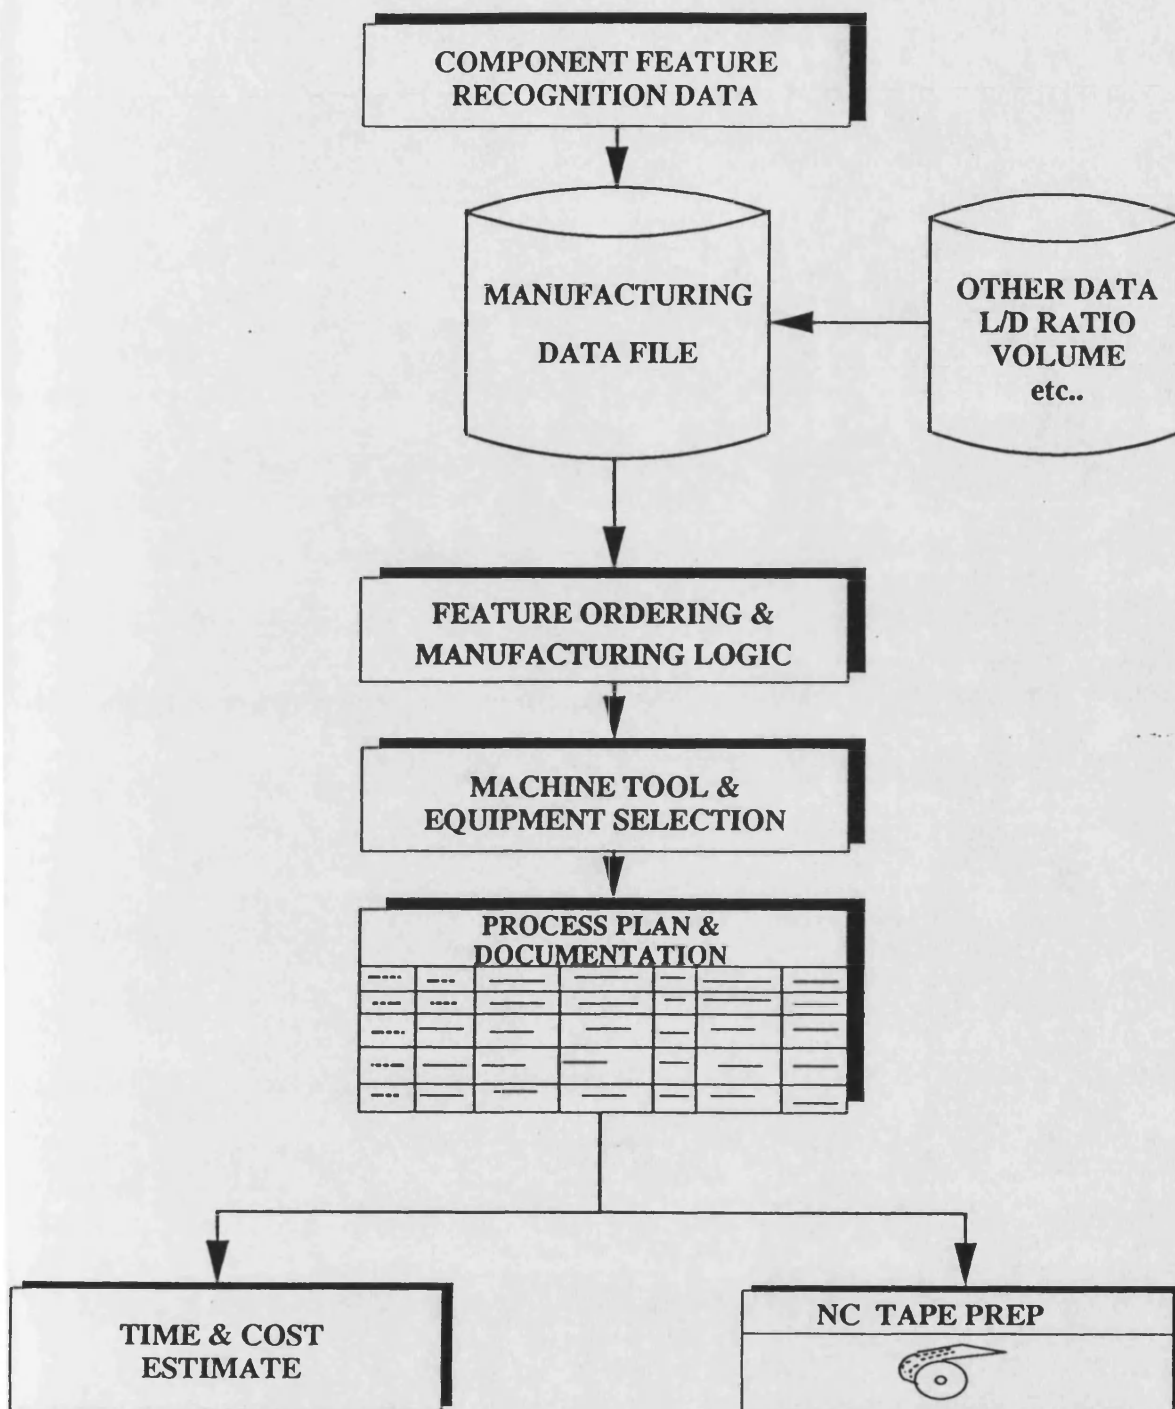 COMPONENT FEATURE
RECOGNITION DATA
MANUFACTURING
DATA FILE
OTHER DATA
L/D RATIO
VOLUME
etc..
FEATURE ORDERING &
MANUFACTURING LOGIC
MACHINE TOOL &
EQUIPMENT SELECTION
PROCESS PLAN &
DOCUMENTATION
TIME & COST
ESTIMATE
NC TAPE PREP